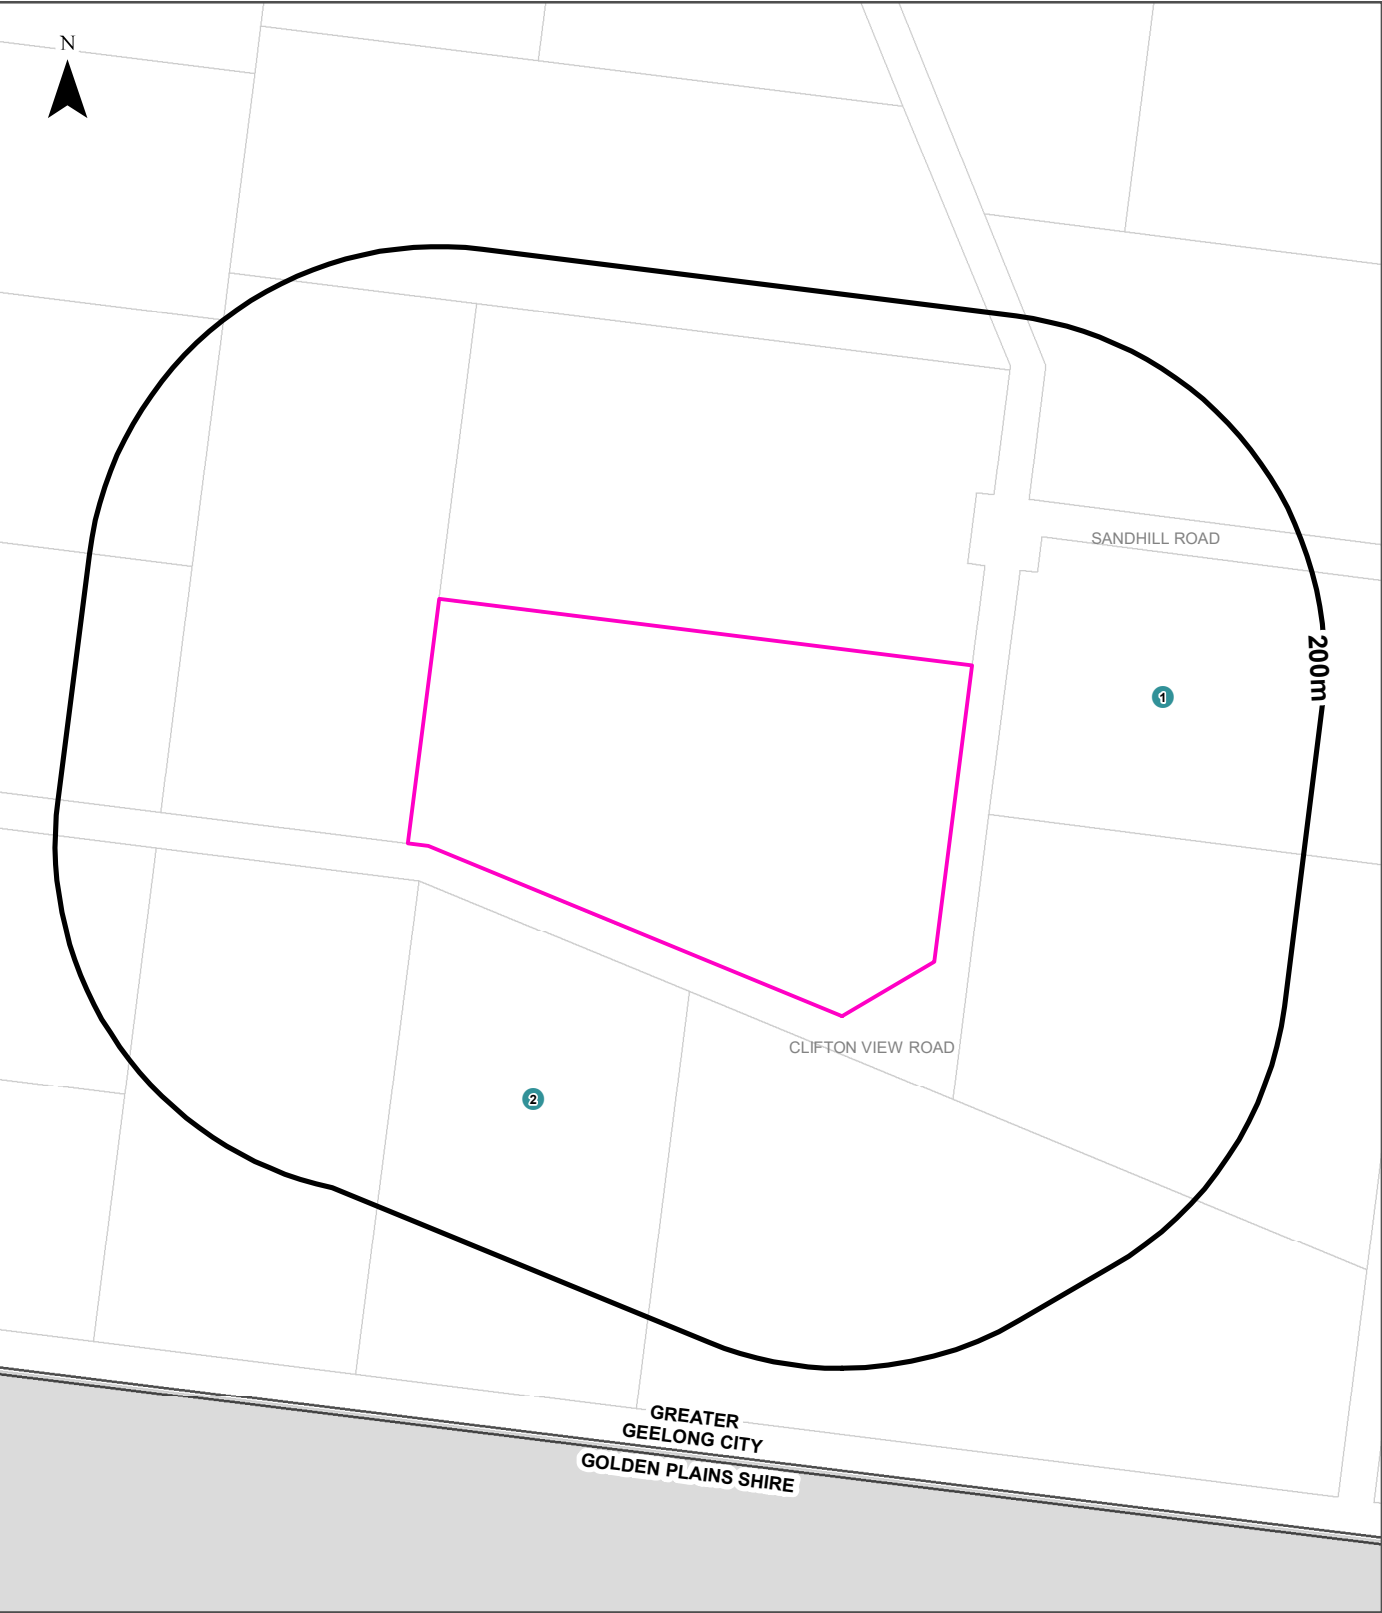 N
SANDHILL ROAD
200m
1
CLIFTON VIEW ROAD
2
GREATER
GEELONG CITY
GOLDEN PLAINS SHIRE